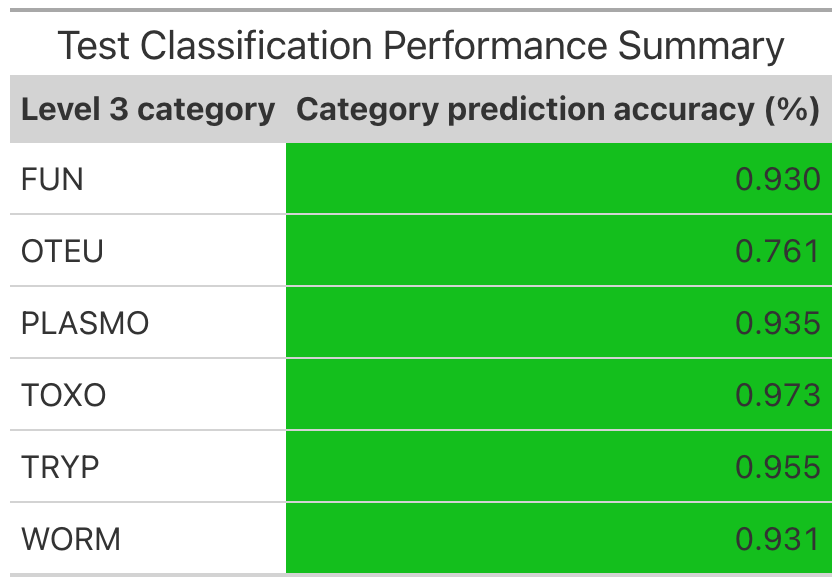 Test Classification Performance Summary
Level 3 category Category prediction accuracy (%)
FUN 0.930
OTEU 0.761
PLASMO 0.935
TOXO 0.973
TRYP 0.955
WORM 0.931